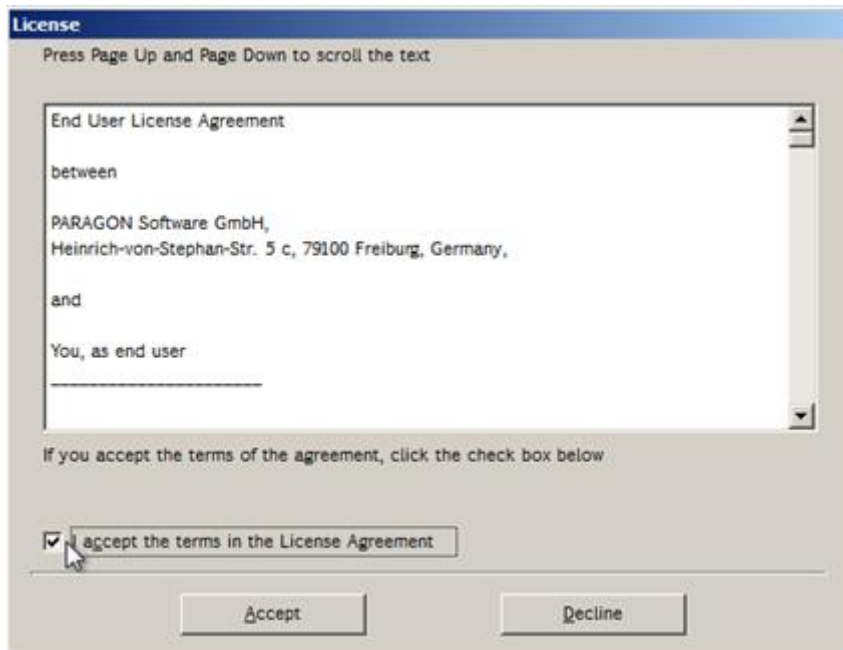 License
Press Page Up and Page Down to scroll the text
End User License Agreement
between
PARAGON Software GmbH,
Heinrich-von-Stephan-Str. 5 c, 79100 Freiburg, Germany,
and
You, as end user
______________________
If you accept the terms of the agreement, click the check box below
I accept the terms in the License Agreement
Accept
Decline